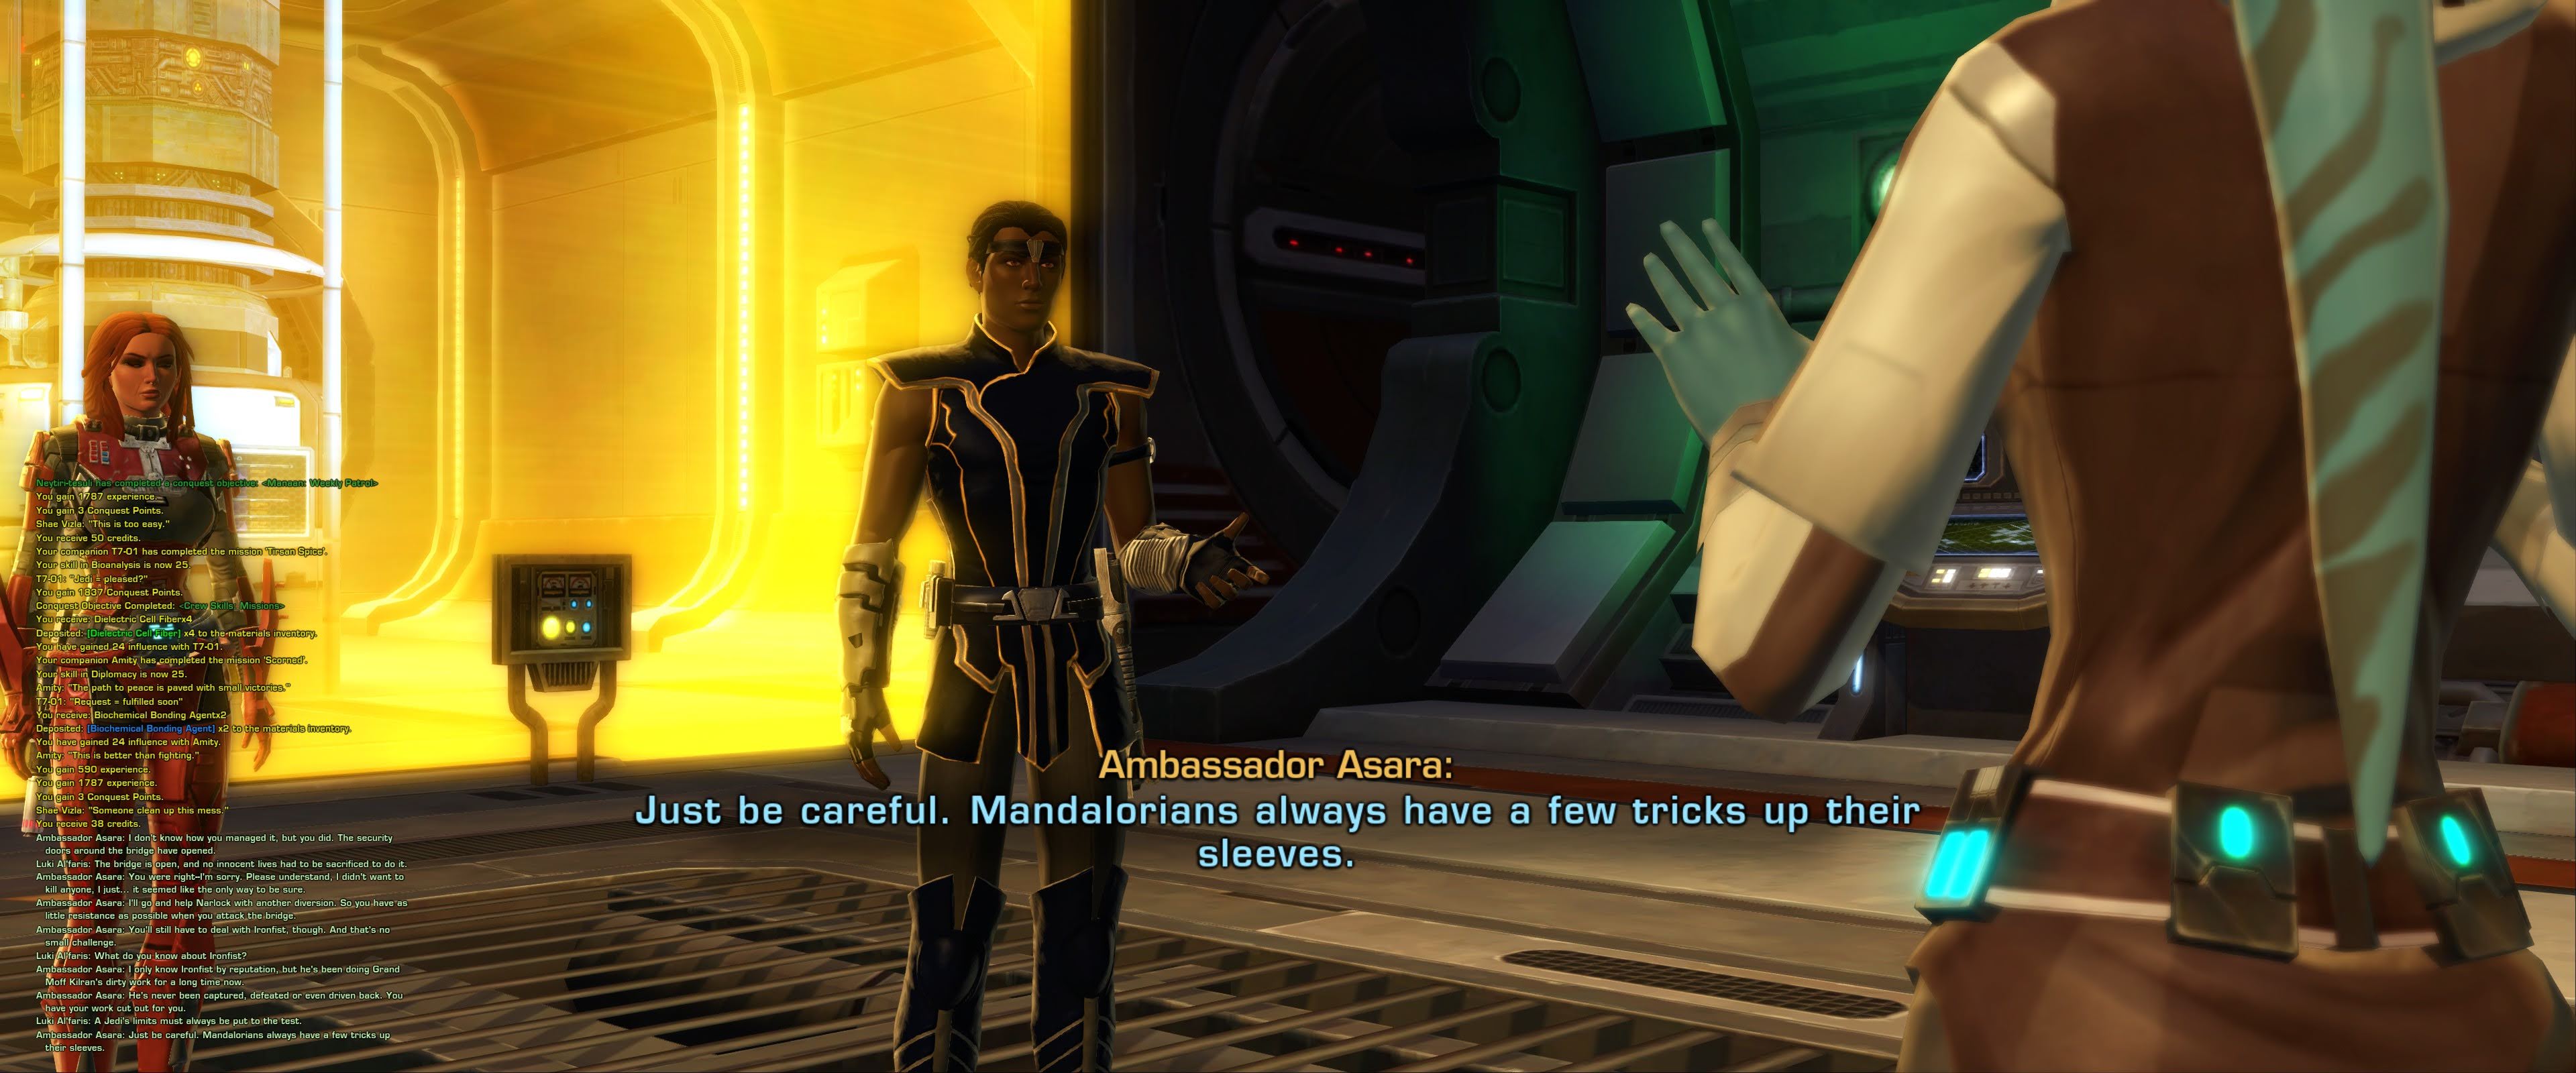 Neytiri-tesuli has completed a conquest objective: <Manaan: Weekly Patrol>
You gain 1787 experience.
You gain 3 Conquest Points.
Shae Vizla: "This is too easy."
You receive 50 credits.
Your companion T7-01 has completed the mission 'Tirsan Spice'.
Your skill in Bioanalysis is now 25.
T7-01: "Jedi = pleased?"
You gain 1837 Conquest Points.
Conquest Objective Completed: <Crew Skills: Missions>
You receive: Dielectric Cell Fiberx4
Deposited: [Dielectric Cell Fiber] x4 to the materials inventory.
You have gained 24 influence with T7-01.
Your companion Amity has completed the mission 'Scorned'.
Your skill in Diplomacy is now 25.
Amity: "The path to peace is paved with small victories."
T7-01: "Request = fulfilled soon"
You receive: Biochemical Bonding Agentx2
Deposited: [Biochemical Bonding Agent] x2 to the materials inventory.
You have gained 24 influence with Amity.
Amity: "This is better than fighting."
You gain 590 experience.
You gain 1787 experience.
You gain 3 Conquest Points.
Shae Vizla: "Someone clean up this mess."
You receive 38 credits.
Ambassador Asara: I don't know how you managed it, but you did. The security
doors around the bridge have opened.
Luki Al'faris: The bridge is open, and no innocent lives had to be sacrificed to do it.
Ambassador Asara: You were right–I'm sorry. Please understand, I didn't want to
kill anyone, I just... it seemed like the only way to be sure.
Ambassador Asara: I'll go and help Narlock with another diversion. So you have as
little resistance as possible when you attack the bridge.
Ambassador Asara: You'll still have to deal with Ironfist, though. And that's no
small challenge.
Luki Al'faris: What do you know about Ironfist?
Ambassador Asara: I only know Ironfist by reputation, but he's been doing Grand
Moff Kilran's dirty work for a long time now.
Ambassador Asara: He's never been captured, defeated or even driven back. You
have your work cut out for you.
Luki Al'faris: A Jedi's limits must always be put to the test.
Ambassador Asara: Just be careful. Mandalorians always have a few tricks up
their sleeves.
Ambassador Asara:
Just be careful. Mandalorians always have a few tricks up their
sleeves.